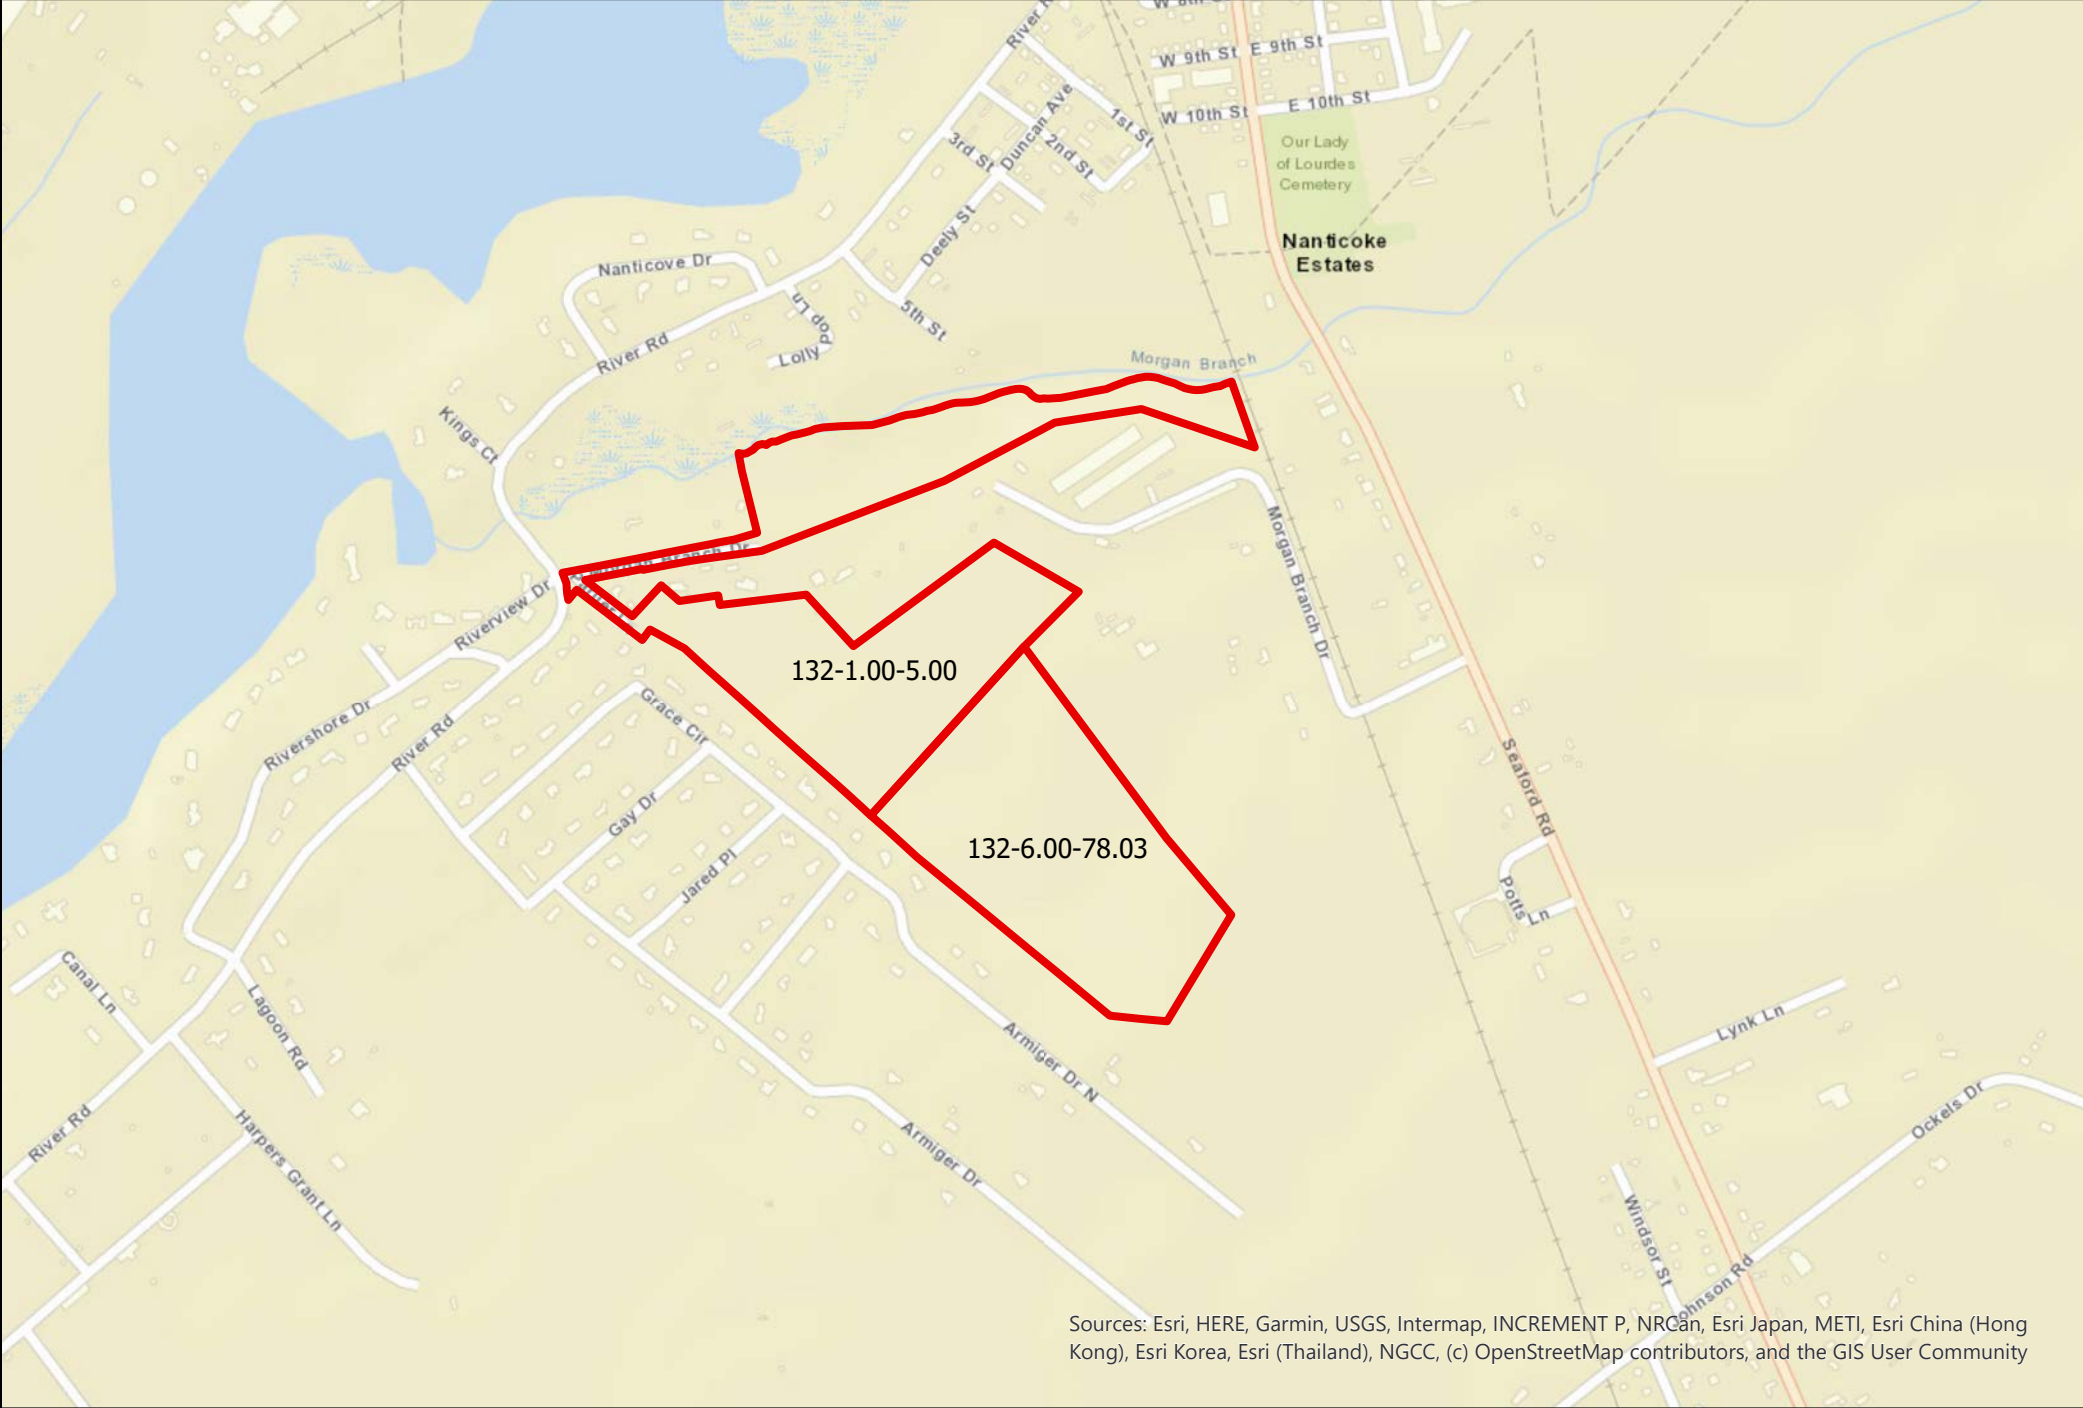 W 9th St
E 9th St
W 10th St
E 10th St
1st St
2nd St
3rd St
Duncan Ave
Our Lady
of Lourdes
Cemetery
Deely St
Nanticoke
Estates
Nanticove Dr
5th St
Lolly Pop Ln
River Rd
Morgan Branch
Kings Ct
Morgan Branch Dr
Riverview Dr
Morgan Branch Dr
132-1.00-5.00
Grace Cir
Rivershore Dr
River Rd
Seaford Rd
Gay Dr
132-6.00-78.03
Jared Pl
Potts Ln
Canal Ln
Lagoon Rd
Armiger Dr N
Lynk Ln
River Rd
Harpers Grant Ln
Armiger Dr
Ockels Dr
Windsor St
Johnson Rd
Sources: Esri, HERE, Garmin, USGS, Intermap, INCREMENT P, NRCan, Esri Japan, METI, Esri China (Hong
Kong), Esri Korea, Esri (Thailand), NGCC, (c) OpenStreetMap contributors, and the GIS User Community